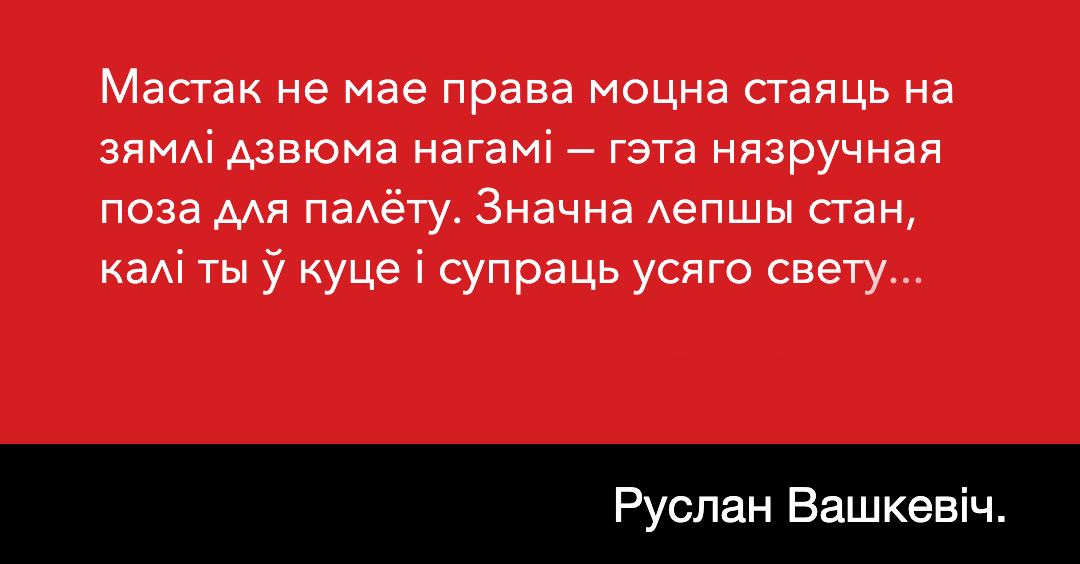 Мастак не мае права моцна стаяць на
зямлі дзвюма нагамі – гэта нязручная
поза для палёту. Значна лепшы стан,
калі ты ў куце і супраць усяго свету...
Руслан Вашкевіч.